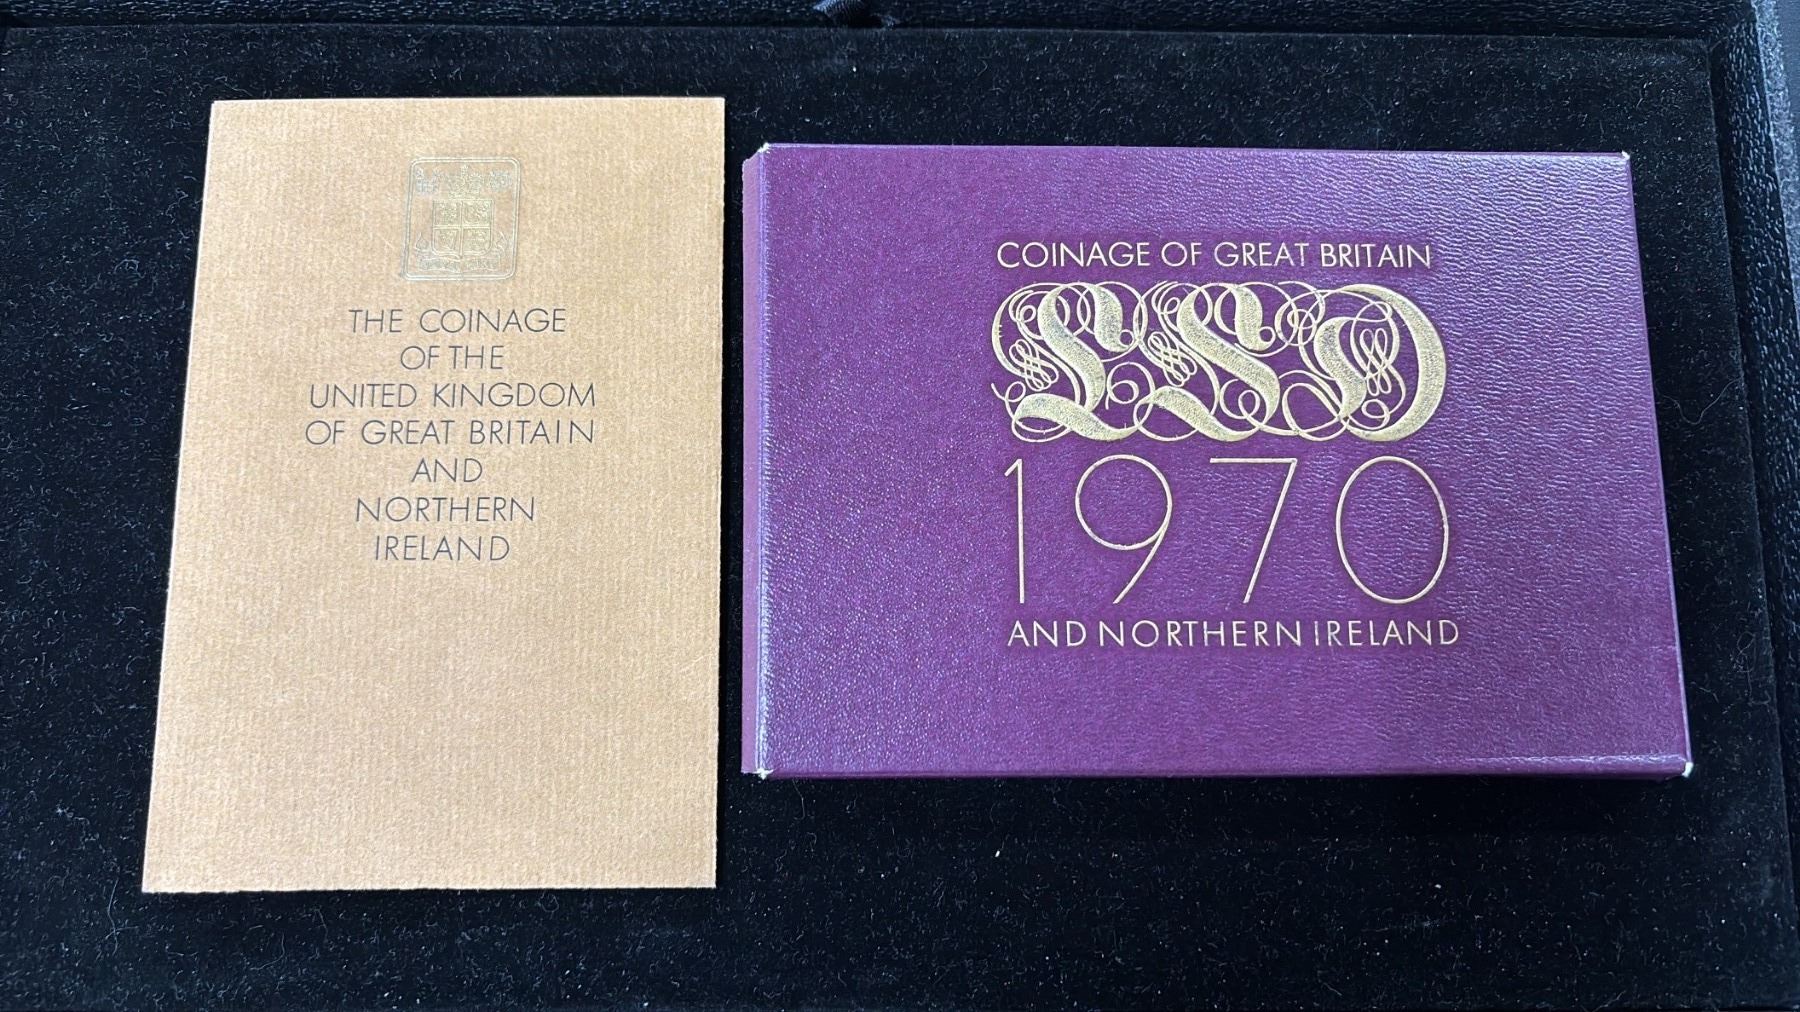 THE COINAGE
OF THE
UNITED KINGDOM
OF GREAT BRITAIN
AND
NORTHERN
IRELAND
COINAGE OF GREAT BRITAIN
LSD
1970
AND NORTHERN IRELAND